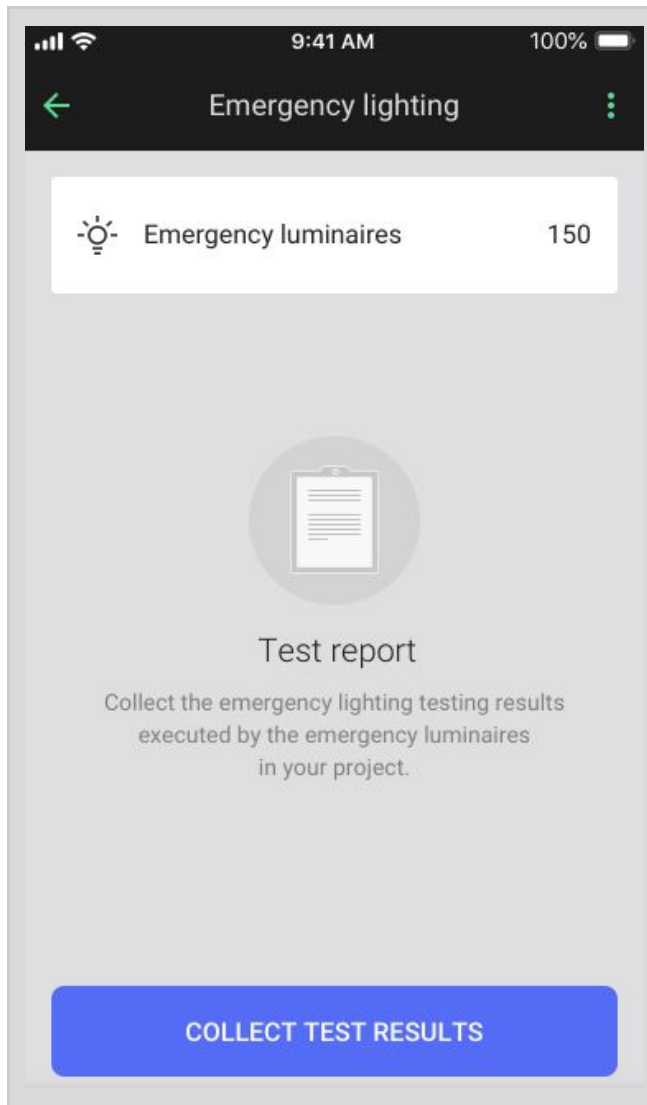 9:41 AM 100%
Emergency lighting
Emergency luminaires 150
Test report
Collect the emergency lighting testing results
executed by the emergency luminaires
in your project.
COLLECT TEST RESULTS